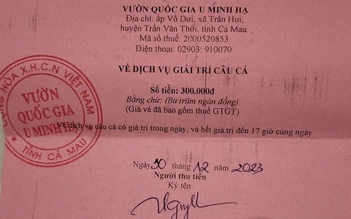 VƯỜN QUỐC GIA U MINH HẠ
Địa chỉ: ấp Vồ Dơi, xã Trần Hợi,
huyện Trần Văn Thời, tỉnh Cà Mau.
Mã số thuế: 2000520853
Điện thoại: 02903: 910070
VÉ DỊCH VỤ GIẢI TRÍ CÂU CÁ
Số tiền: 300.000đ
Bằng chữ: (Ba trăm ngàn đồng)
(Giá vé đã bao gồm thuế GTGT)
Vé dịch vụ câu cá có giá trị trong ngày, và hết giá trị đến 17 giờ cùng ngày
Ngày 30 tháng 12 năm 2023
Người thu tiền
Ký tên
X.H.C.N VIỆT NAM
VƯỜN
QUỐC GIA
U MINH HẠ
TỈNH CÀ MAU